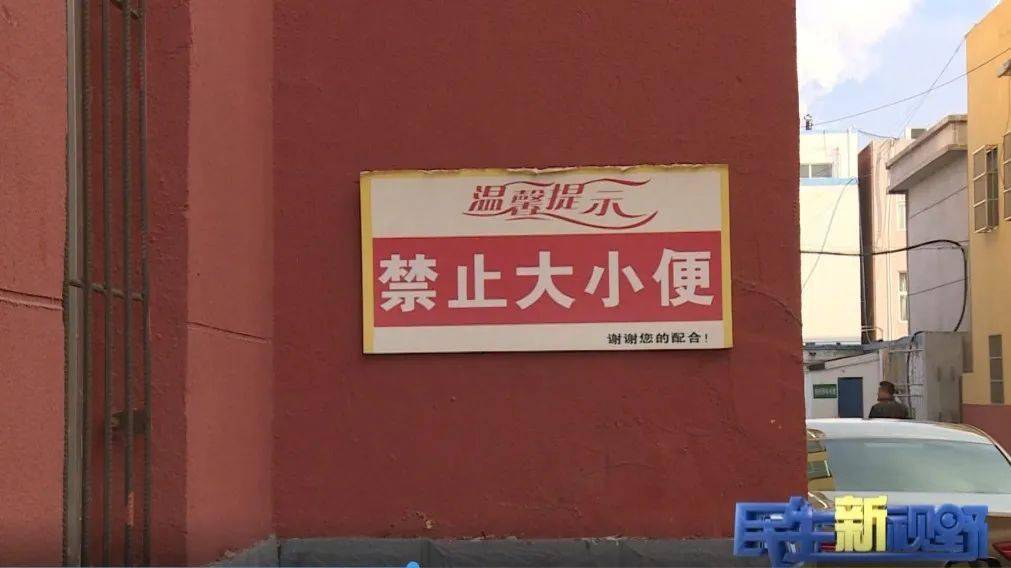 温馨提示
禁止大小便
谢谢您的配合!
民生新视野